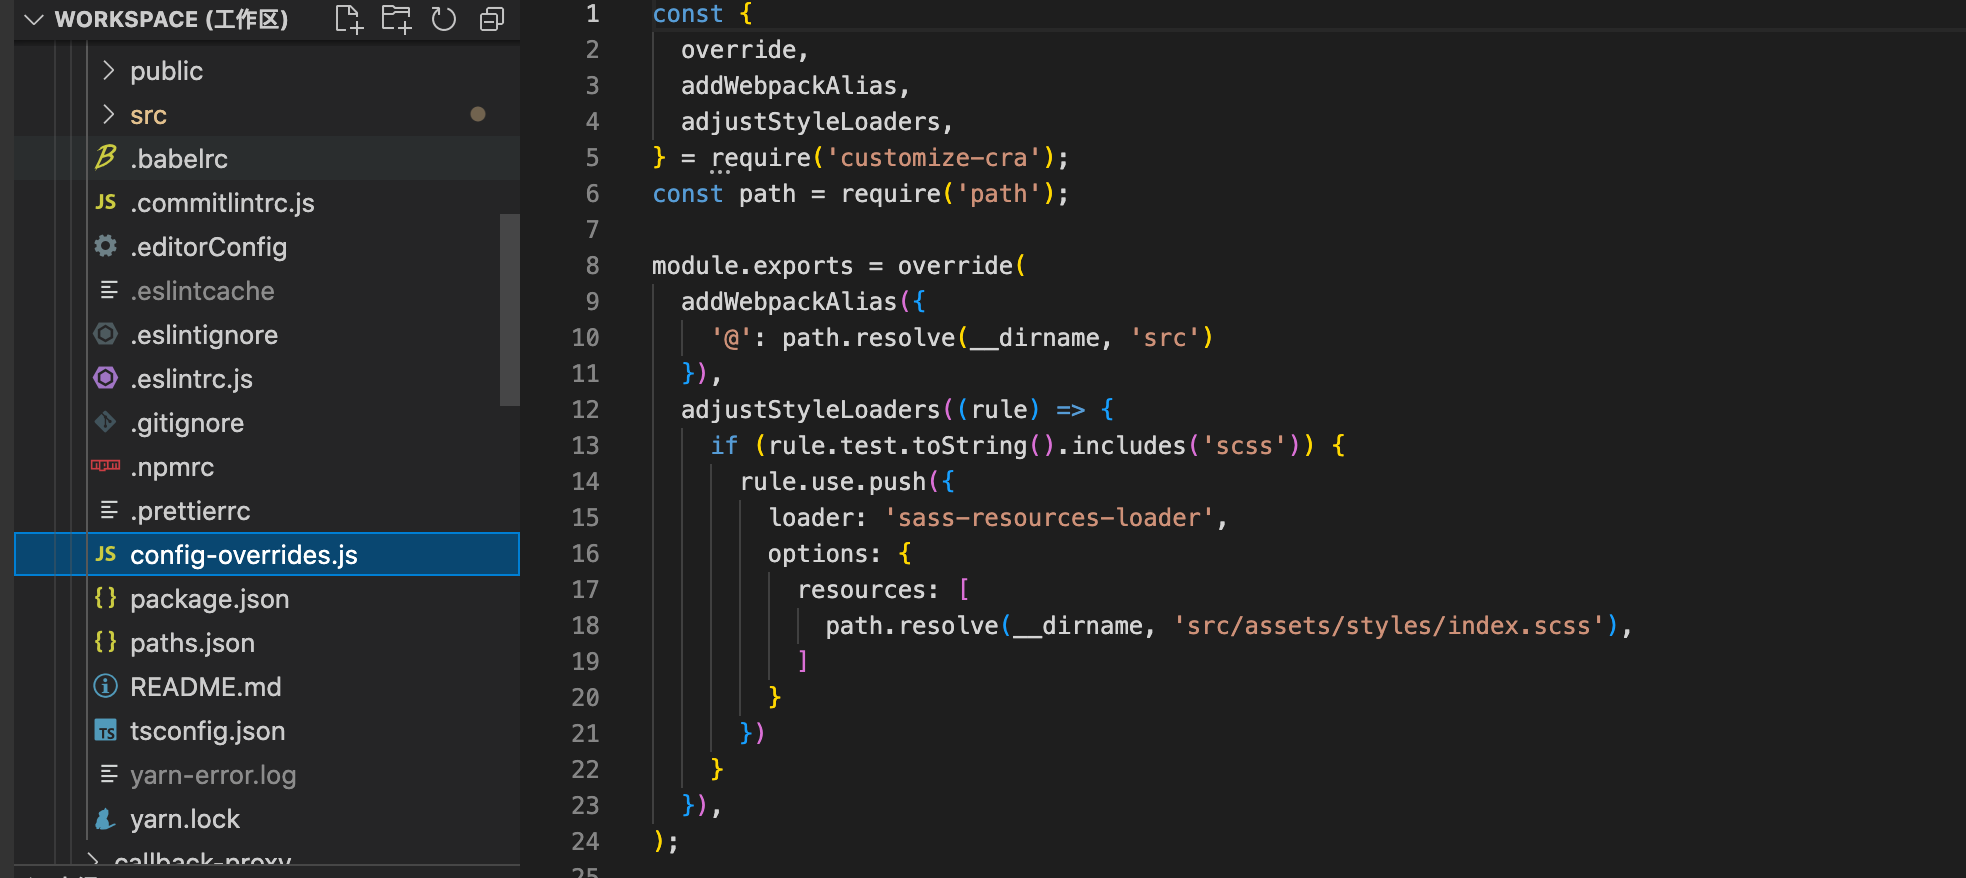 WORKSPACE (工作区)
public
src
.babelrc
JS .commitlintrc.js
.editorConfig
.eslintcache
.eslintignore
.eslintrc.js
.gitignore
npm .npmrc
.prettierrc
JS config-overrides.js
{} package.json
{} paths.json
README.md
TS tsconfig.json
yarn-error.log
yarn.lock
callback-proxy
1 const {
2   override,
3   addWebpackAlias,
4   adjustStyleLoaders,
5 } = require('customize-cra');
6 const path = require('path');
7
8 module.exports = override(
9   addWebpackAlias({
10     '@': path.resolve(__dirname, 'src')
11   }),
12   adjustStyleLoaders((rule) => {
13     if (rule.test.toString().includes('scss')) {
14       rule.use.push({
15         loader: 'sass-resources-loader',
16         options: {
17           resources: [
18             path.resolve(__dirname, 'src/assets/styles/index.scss'),
19           ]
20         }
21       })
22     }
23   }),
24 );
25